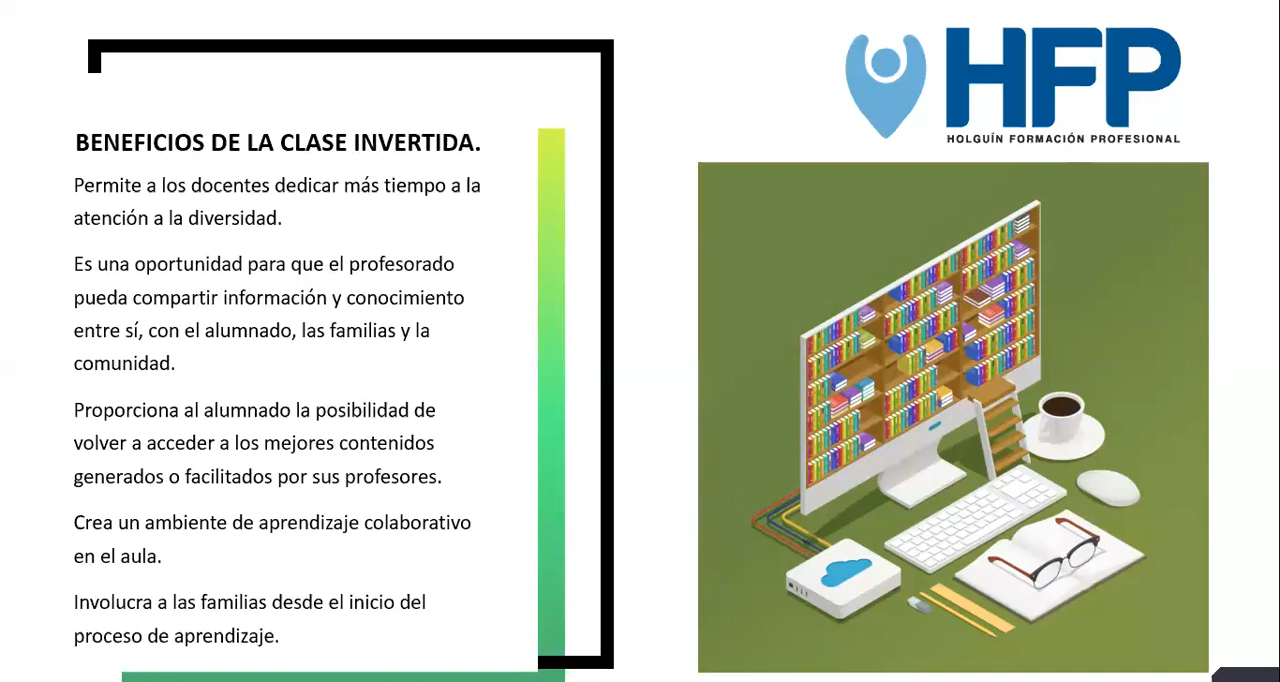 HFP
HOLGUÍN FORMACIÓN PROFESIONAL
BENEFICIOS DE LA CLASE INVERTIDA.
Permite a los docentes dedicar más tiempo a la
atención a la diversidad.
Es una oportunidad para que el profesorado
pueda compartir información y conocimiento
entre sí, con el alumnado, las familias y la
comunidad.
Proporciona al alumnado la posibilidad de
volver a acceder a los mejores contenidos
generados o facilitados por sus profesores.
Crea un ambiente de aprendizaje colaborativo
en el aula.
Involucra a las familias desde el inicio del
proceso de aprendizaje.